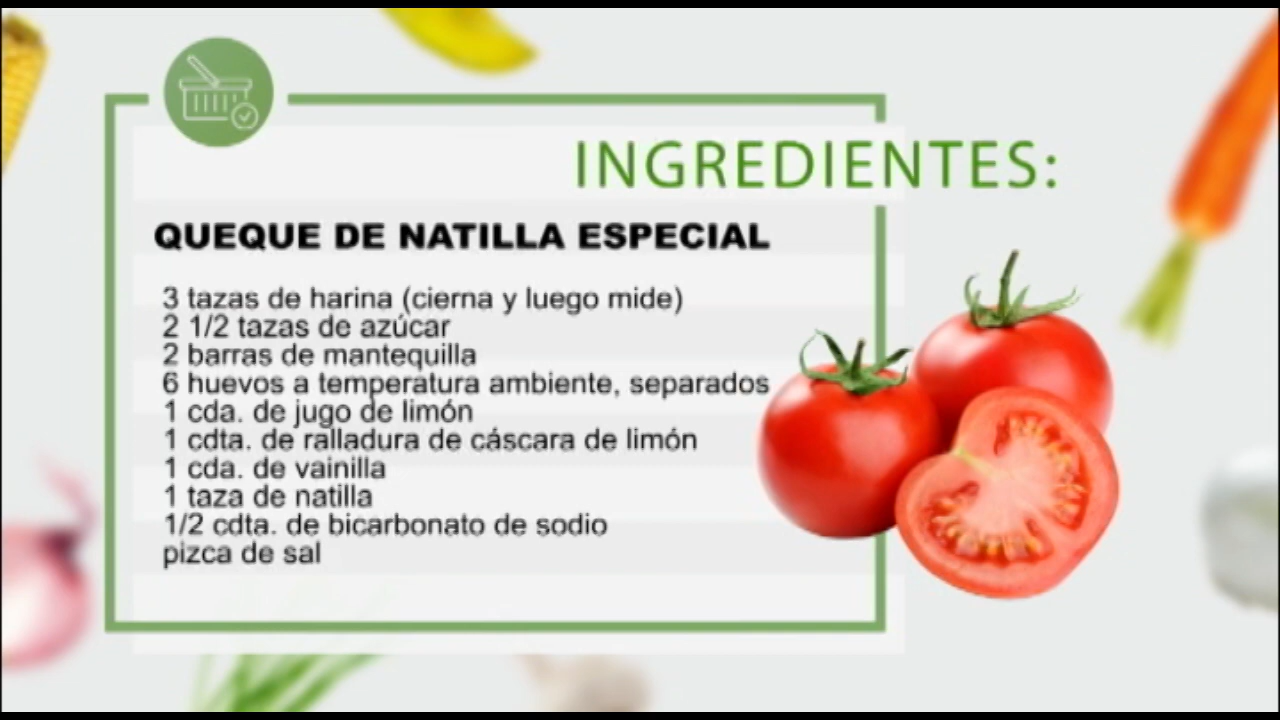 INGREDIENTES:
QUEQUE DE NATILLA ESPECIAL
3 tazas de harina (cierna y luego mide)
2 1/2 tazas de azúcar
2 barras de mantequilla
6 huevos a temperatura ambiente, separados
1 cda. de jugo de limón
1 cdta. de ralladura de cáscara de limón
1 cda. de vainilla
1 taza de natilla
1/2 cdta. de bicarbonato de sodio
pizca de sal